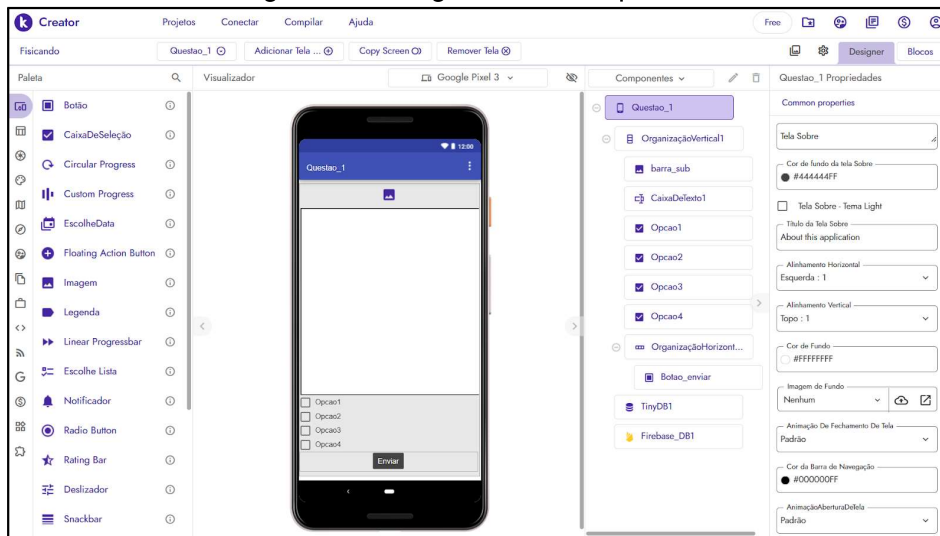 Creator
Projetos
Conectar
Compilar
Ajuda
Free
Fisicando
Questao_1
Adicionar Tela ...
Copy Screen
Remover Tela
Designer
Blocos
Paleta
Botão
CaixaDeSeleção
Circular Progress
Custom Progress
EscolheData
Floating Action Button
Imagem
Legenda
Linear Progressbar
Escolhe Lista
Notificador
Radio Button
Rating Bar
Deslizador
Snackbar
Visualizador
Google Pixel 3
12:00
Questao_1
Opcao1
Opcao2
Opcao3
Opcao4
Enviar
Componentes
Questao_1
OrganizaçãoVertical1
barra_sub
CaixaDeTexto1
Opcao1
Opcao2
Opcao3
Opcao4
OrganizaçãoHorizont...
Botao_enviar
TinyDB1
Firebase_DB1
Questao_1 Propriedades
Common properties
Tela Sobre
Cor de fundo da tela Sobre
#444444FF
Tela Sobre - Tema Light
Título da Tela Sobre
About this application
Alinhamento Horizontal
Esquerda : 1
Alinhamento Vertical
Topo : 1
Cor de Fundo
#FFFFFFFF
Imagem de Fundo
Nenhum
Animação De Fechamento De Tela
Padrão
Cor da Barra de Navegação
#000000FF
AnimaçãoAberturaDeTela
Padrão